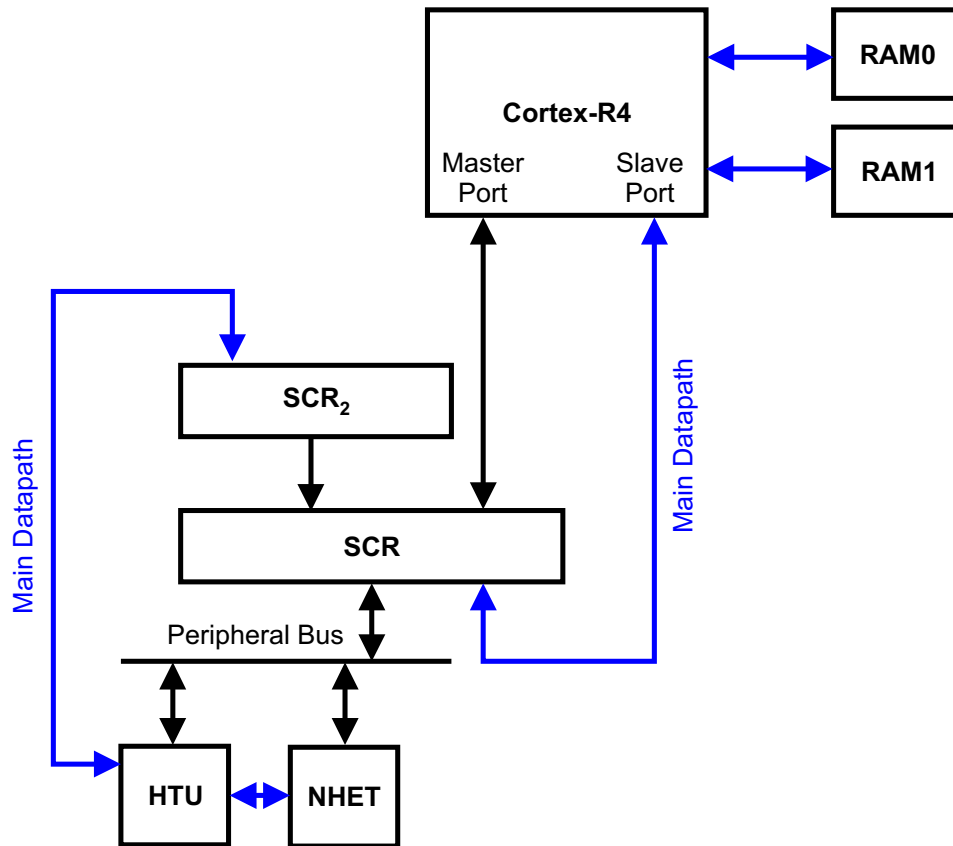 RAM0
Cortex-R4
Master
Port
Slave
Port
RAM1
SCR2
Main Datapath
Main Datapath
SCR
Peripheral Bus
HTU
NHET